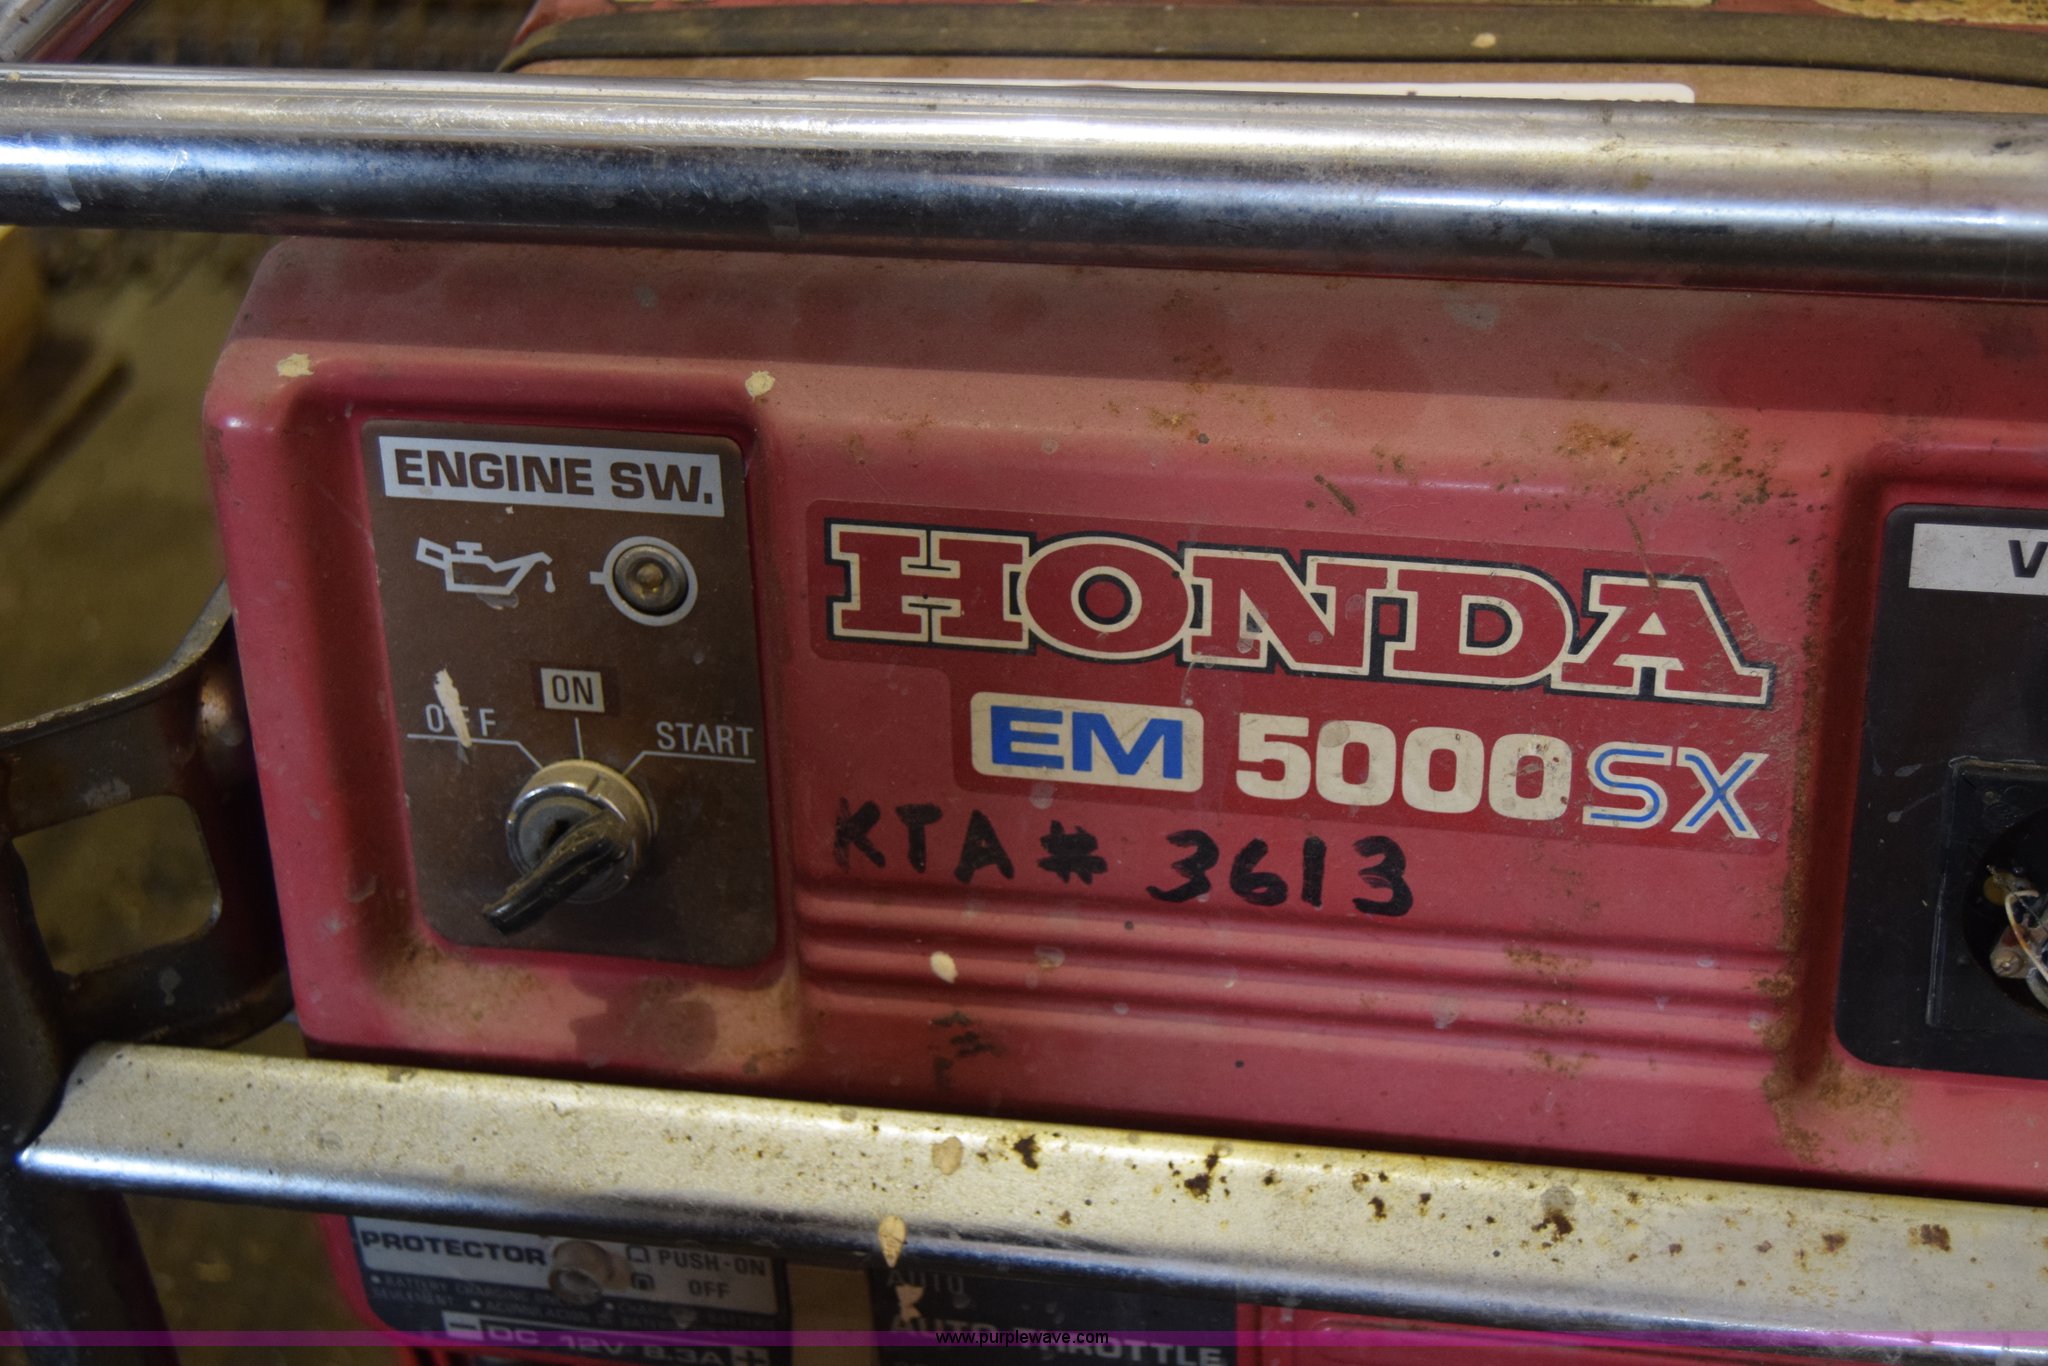 ENGINE SW.
OFF
ON
START
HONDA
EM 5000SX
KTA # 3613
V
PROTECTOR
PUSH-ON
OFF
DC 12V 8.3A
AUTO
AUTO THROTTLE
www.purplewave.com